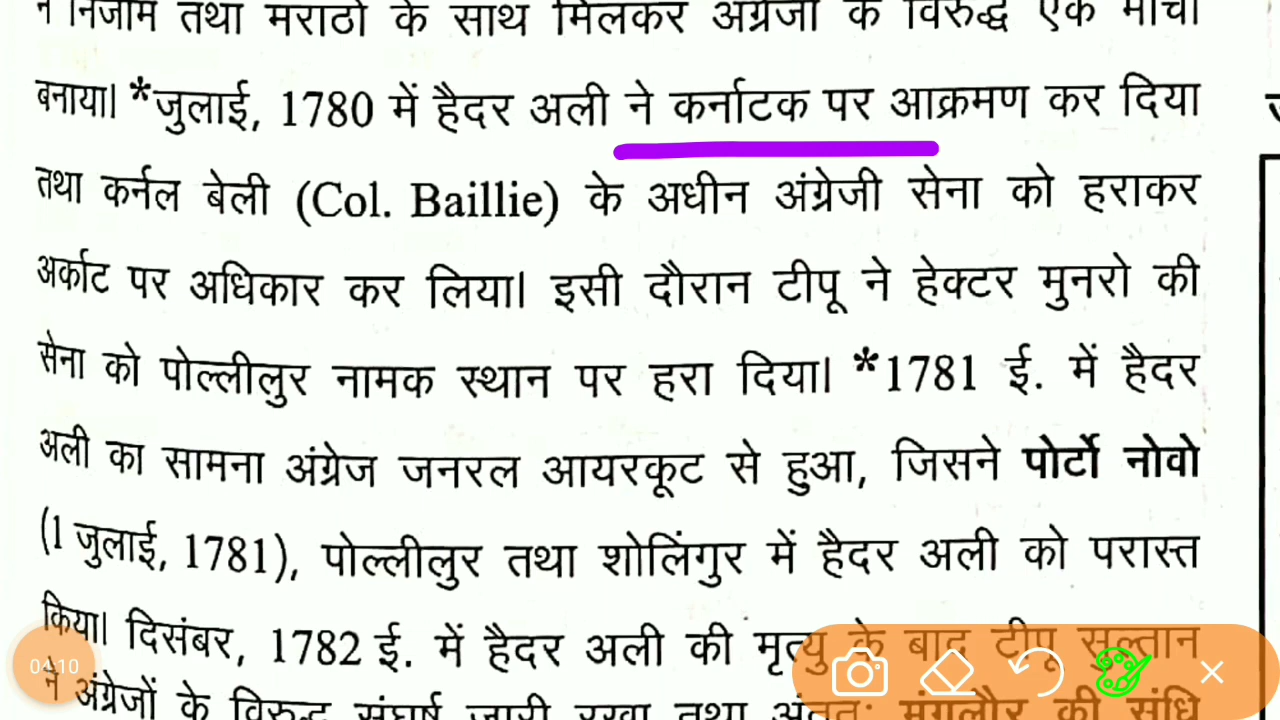 ने निजाम तथा मराठों के साथ मिलकर अंग्रेजों के विरुद्ध एक मोर्चा
बनाया। *जुलाई, 1780 में हैदर अली ने कर्नाटक पर आक्रमण कर दिया
तथा कर्नल बेली (Col. Baillie) के अधीन अंग्रेजी सेना को हराकर
अर्काट पर अधिकार कर लिया। इसी दौरान टीपू ने हेक्टर मुनरो की
सेना को पोल्लीलुर नामक स्थान पर हरा दिया। *1781 ई. में हैदर
अली का सामना अंग्रेज जनरल आयरकूट से हुआ, जिसने पोर्टो नोवो
(1 जुलाई, 1781), पोल्लीलुर तथा शोलिंगुर में हैदर अली को परास्त
किया। दिसंबर, 1782 ई. में हैदर अली की मृत्यु के बाद टीपू सुल्तान
ने अंग्रेजों के विरुद्ध संघर्ष जारी रखा तथा अंततः मंगलौर की संधि
04:10